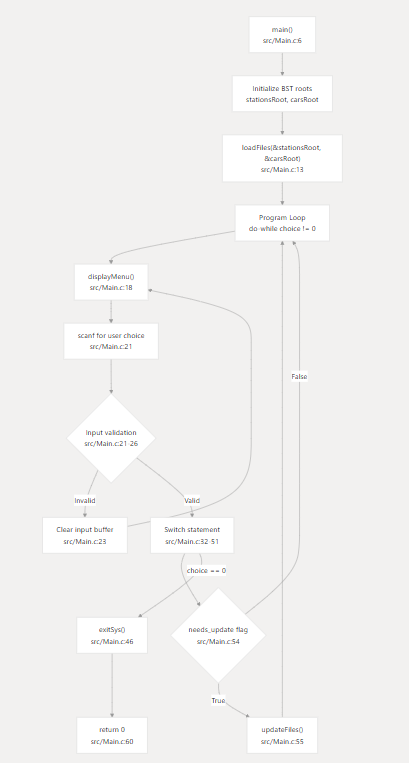 main()
src/Main.c:6
Initialize BST roots
stationsRoot, carsRoot
loadFiles(&stationsRoot,
&carsRoot)
src/Main.c:13
Program Loop
do-while choice != 0
displayMenu()
src/Main.c:18
scanf for user choice
src/Main.c:21
Input validation
src/Main.c:21-26
False
Invalid
Valid
Clear input buffer
src/Main.c:23
Switch statement
src/Main.c:32-51
choice == 0
exitSys()
src/Main.c:46
needs_update flag
src/Main.c:54
True
return 0
src/Main.c:60
updateFiles()
src/Main.c:55